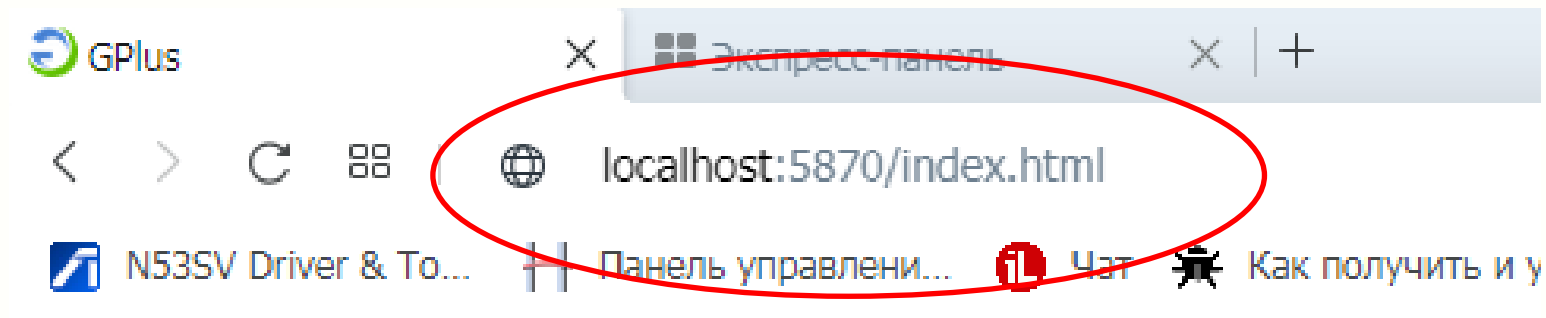 GPlus Экспресс-панель
localhost:5870/index.html
N53SV Driver & To... Панель управлени... Чат Как получить и у